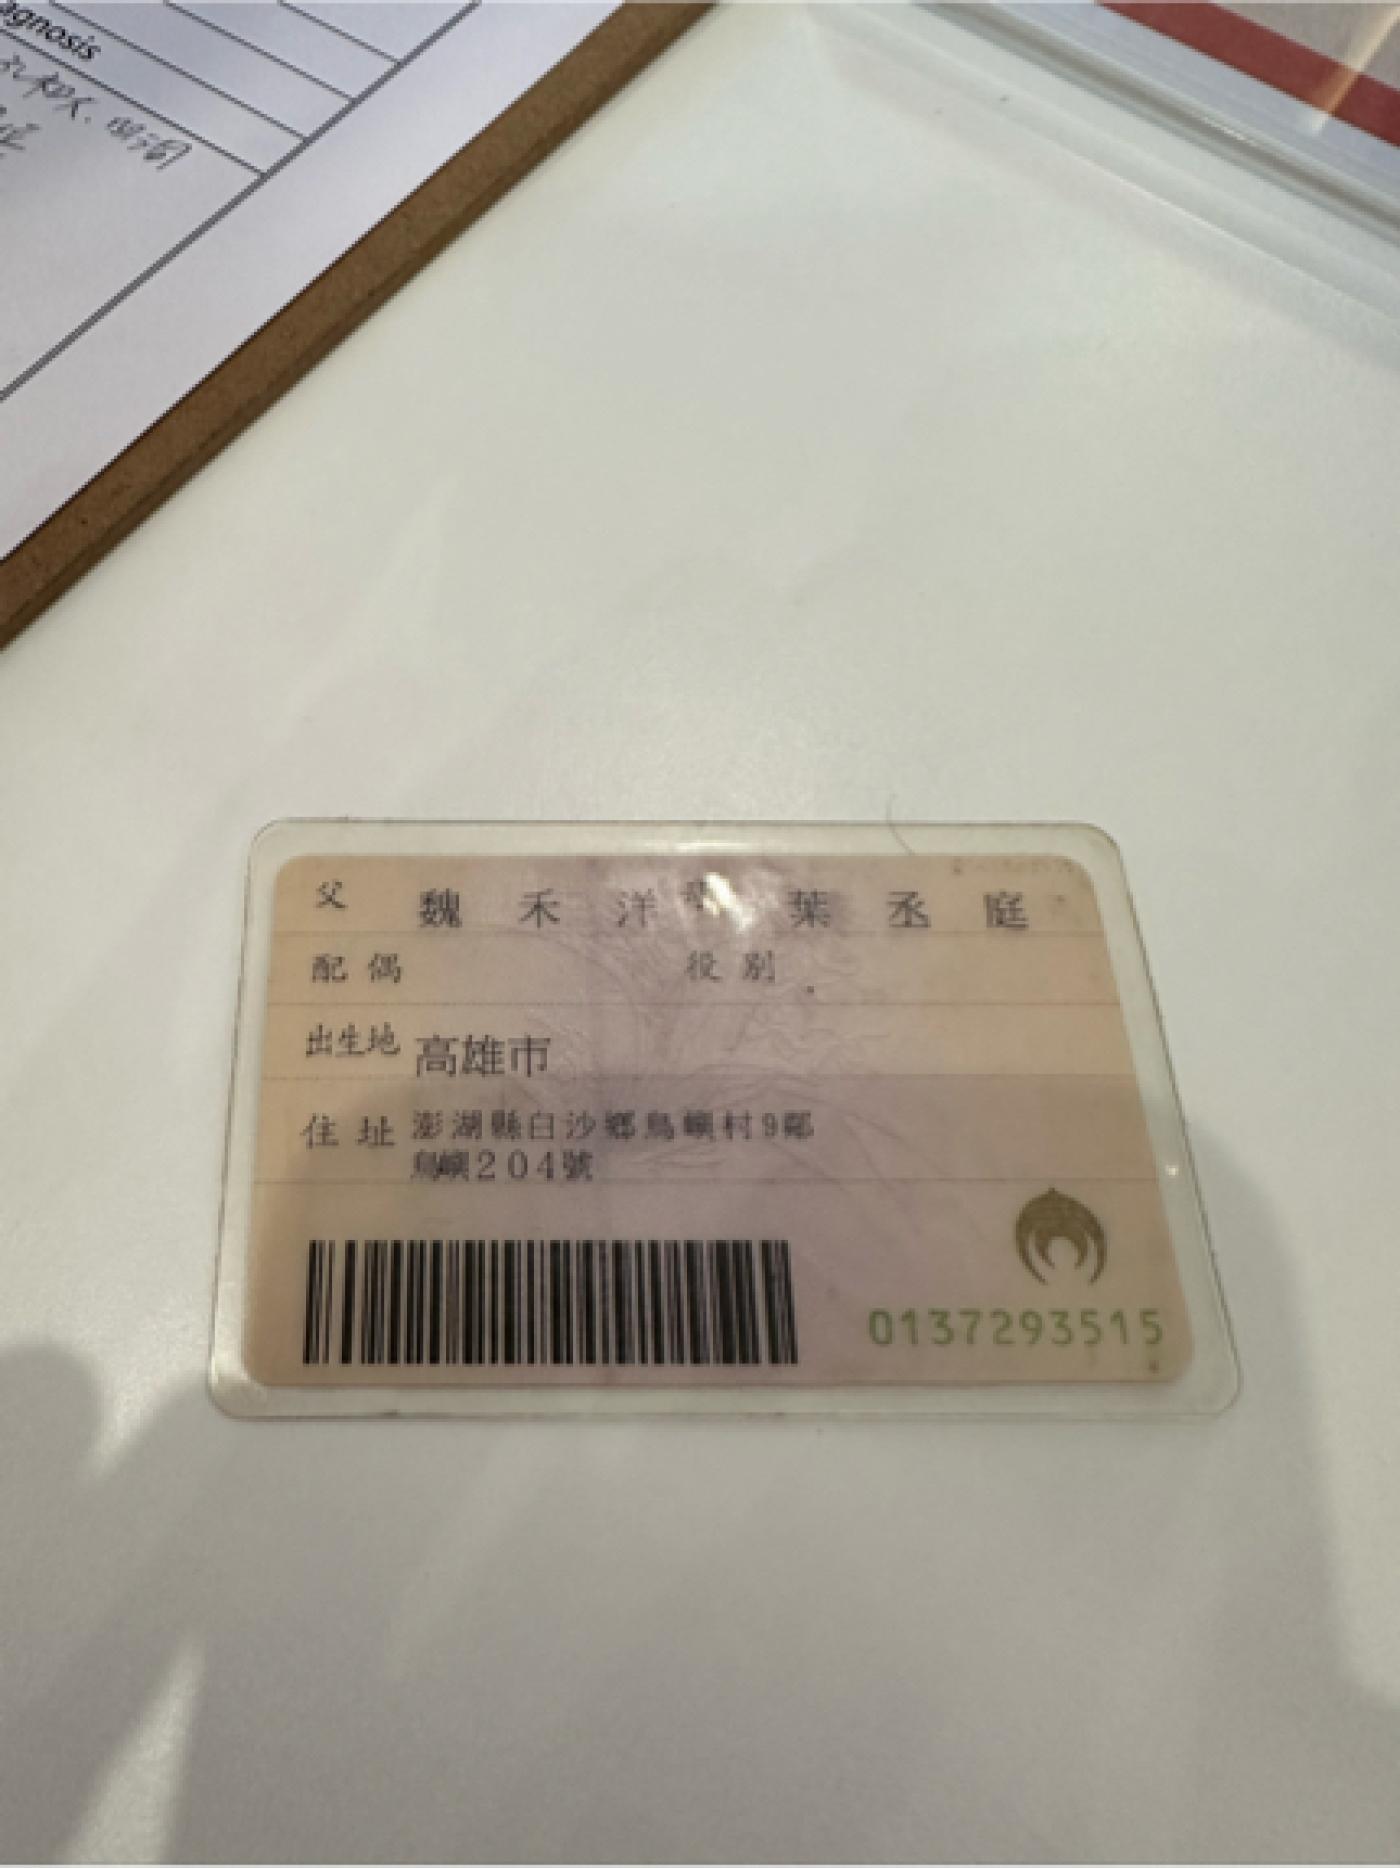 agnosis
父 魏禾洋 母 葉丞庭
配偶 役別
出生地 高雄市
住址 澎湖縣白沙鄉鳥嶼村9鄰
鳥嶼204號
0137293515